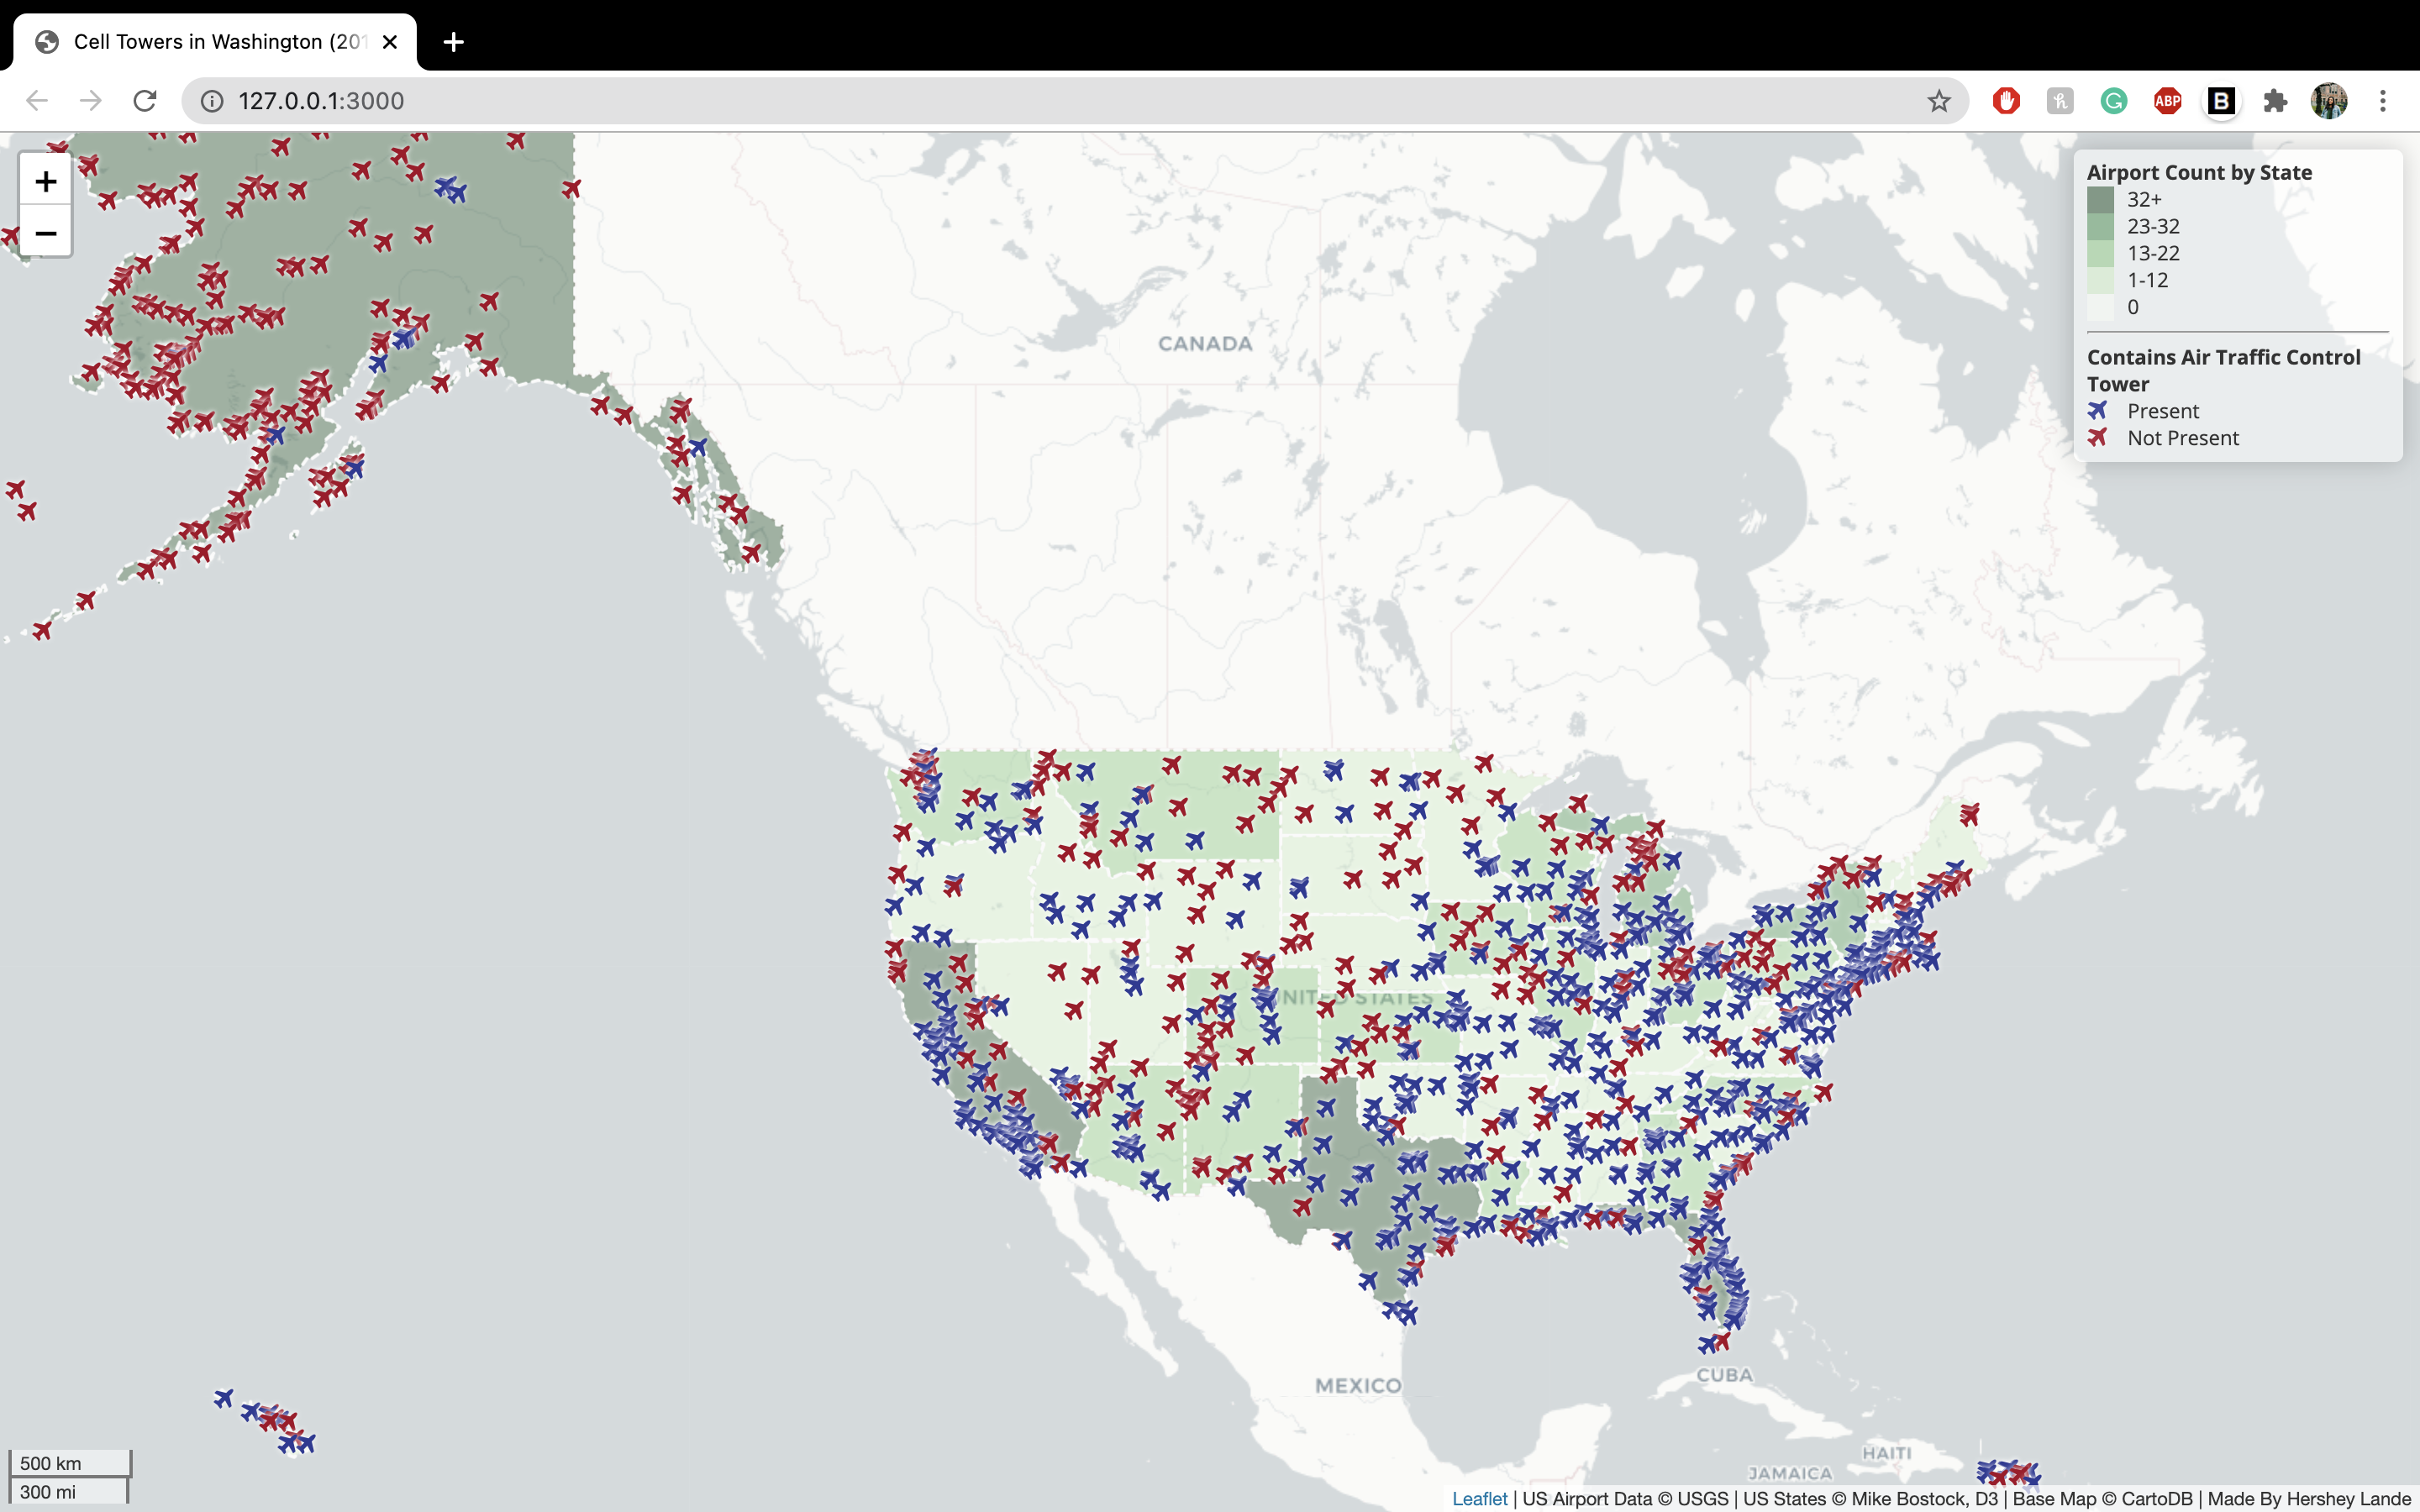 Cell Towers in Washington (201
127.0.0.1:3000
ABP
B
+
−
Airport Count by State
32+
23-32
13-22
1-12
0
Contains Air Traffic Control
Tower
Present
Not Present
CANADA
UNITED STATES
MEXICO
CUBA
HAITI
JAMAICA
500 km
300 mi
Leaflet | US Airport Data © USGS | US States © Mike Bostock, D3 | Base Map © CartoDB | Made By Hershey Lande